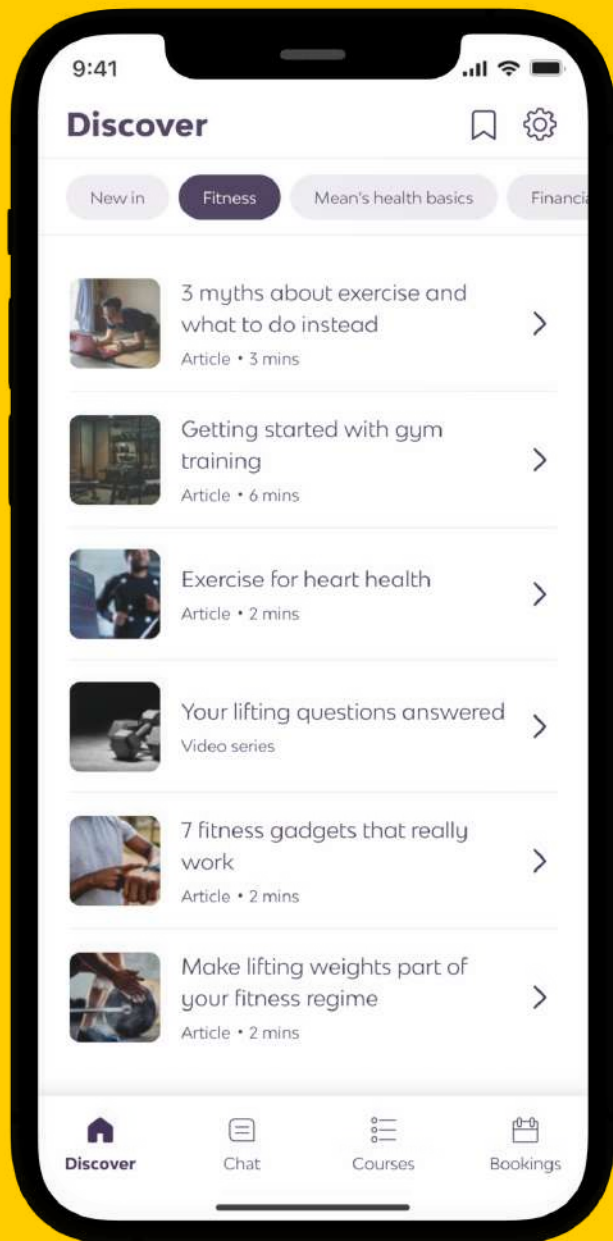 9:41
Discover
New in
Fitness
Mean's health basics
Financia
3 myths about exercise and
what to do instead
Article • 3 mins
Getting started with gym
training
Article • 6 mins
Exercise for heart health
Article • 2 mins
Your lifting questions answered
Video series
7 fitness gadgets that really
work
Article • 2 mins
Make lifting weights part of
your fitness regime
Article • 2 mins
Discover
Chat
Courses
Bookings